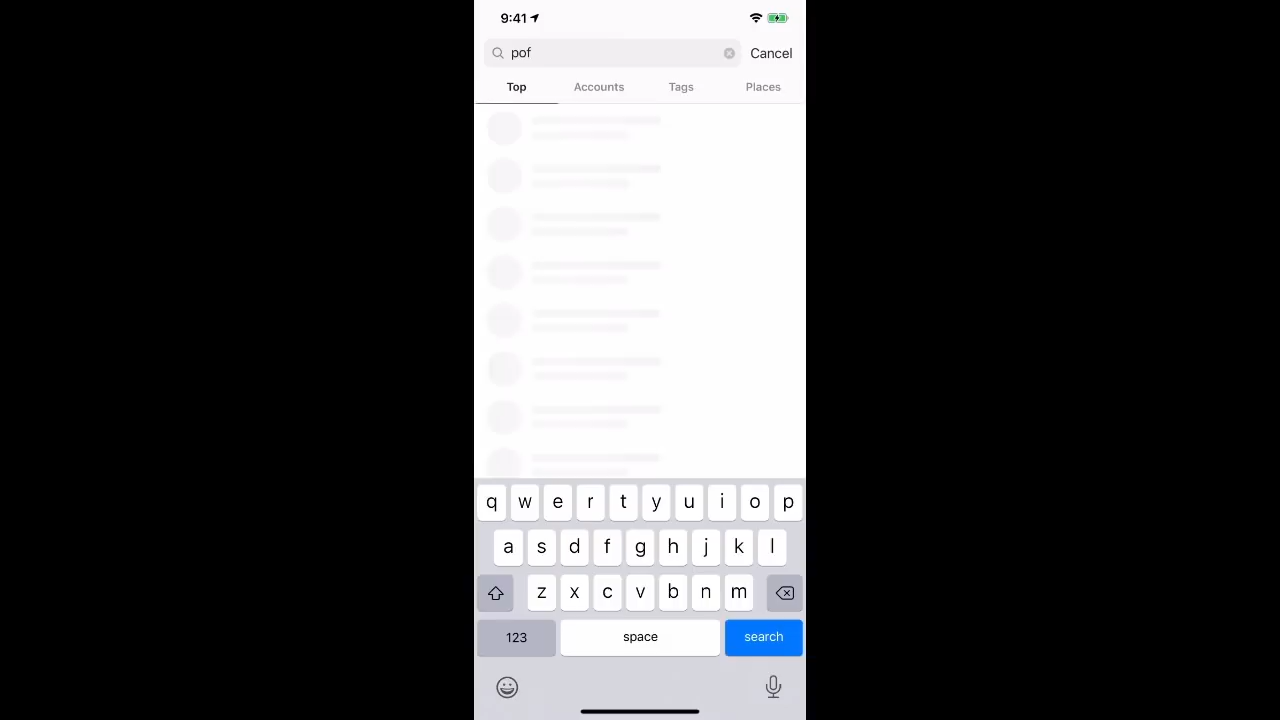 9:41
pof
Cancel
Top Accounts Tags Places
q w e r t y u i o p
a s d f g h j k l
z x c v b n m
123 space search